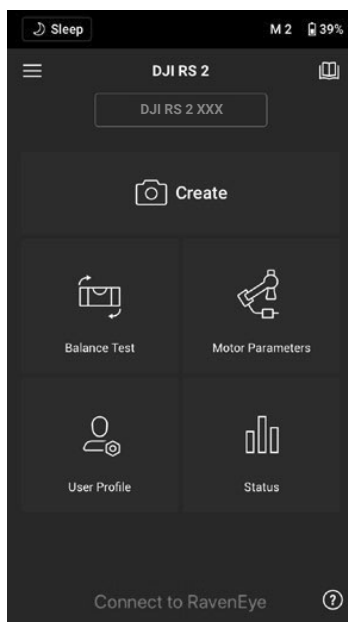 Sleep M 2 39%
DJI RS 2
DJI RS 2 XXX
Create
Balance Test Motor Parameters
User Profile Status
Connect to RavenEye ?